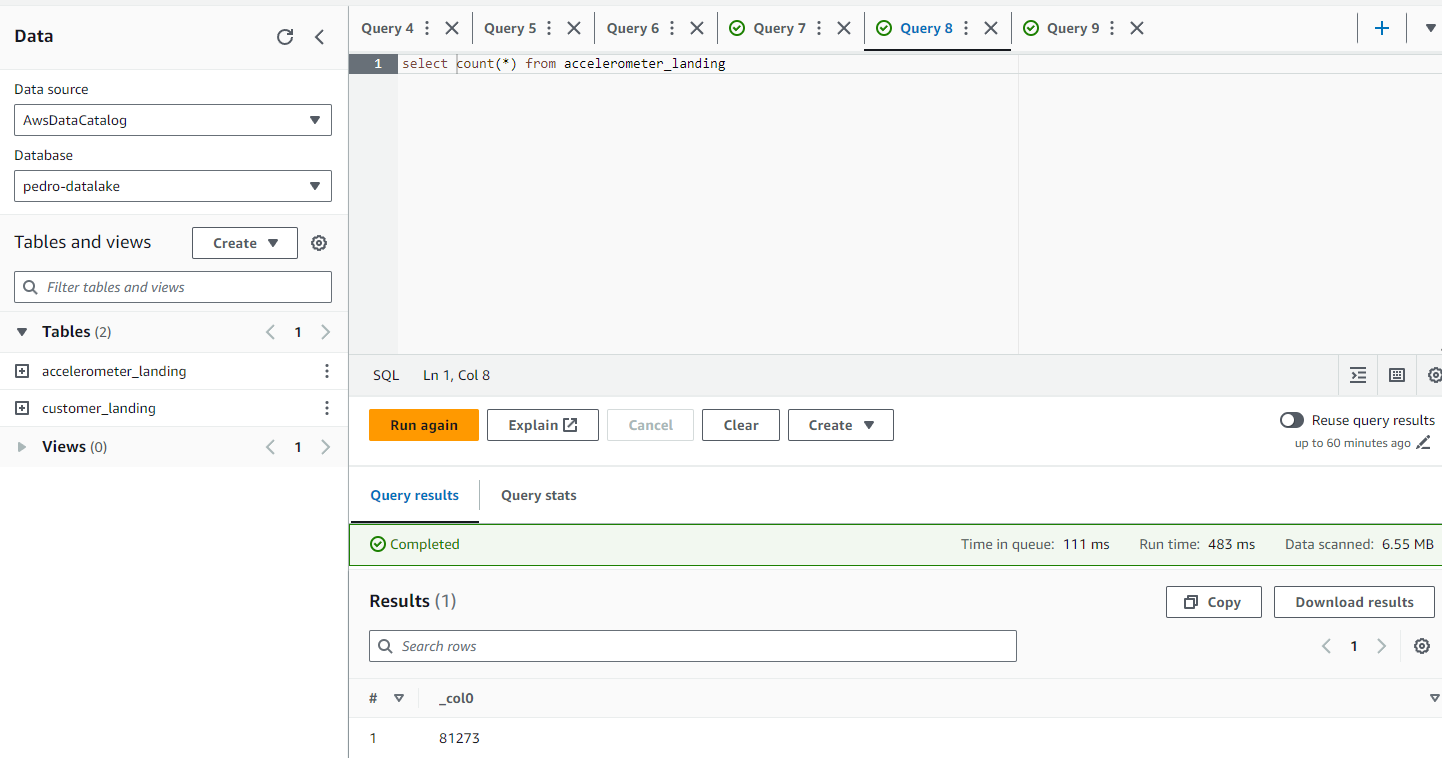 Data
Data source
AwsDataCatalog
Database
pedro-datalake
Tables and views
Create
Filter tables and views
Tables (2)
1
accelerometer_landing
customer_landing
Views (0)
1
Query 4
Query 5
Query 6
Query 7
Query 8
Query 9
1 select count(*) from accelerometer_landing
SQL Ln 1, Col 8
Run again
Explain
Cancel
Clear
Create
Reuse query results
up to 60 minutes ago
Query results
Query stats
Completed
Time in queue: 111 ms Run time: 483 ms Data scanned: 6.55 MB
Results (1)
Copy
Download results
Search rows
1
# _col0
1 81273